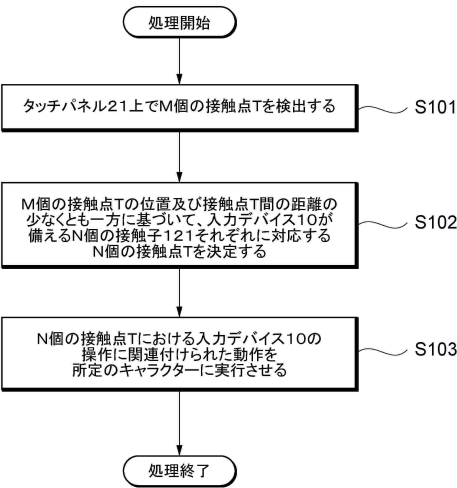 処理開始
タッチパネル21上でM個の接触点Tを検出する
S101
M個の接触点Tの位置及び接触点T間の距離の
少なくとも一方に基づいて、入力デバイス10が
備えるN個の接触子121それぞれに対応する
N個の接触点Tを決定する
S102
N個の接触点Tにおける入力デバイス10の
操作に関連付けられた動作を
所定のキャラクターに実行させる
S103
処理終了